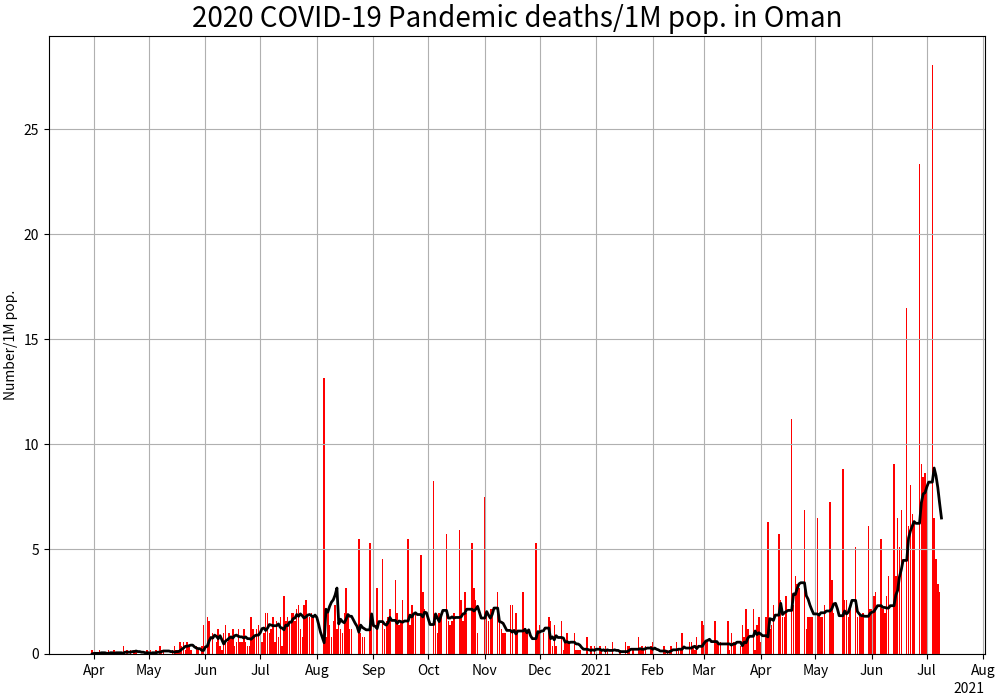 2020 COVID-19 Pandemic deaths/1M pop. in Oman
Number/1M pop.
25
20
15
10
5
0
Apr May Jun Jul Aug Sep Oct Nov Dec 2021 Feb Mar Apr May Jun Jul Aug
2021